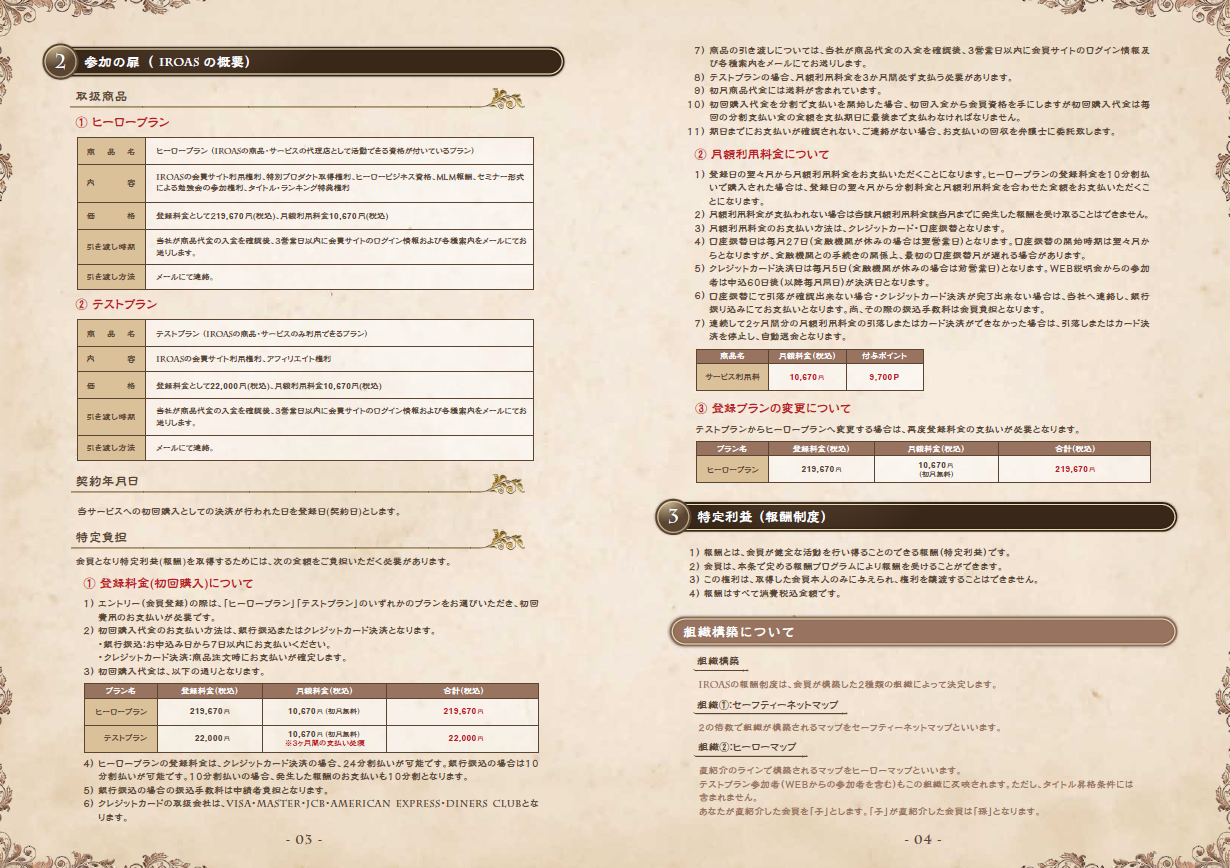 2 参加の扉 ( IROAS の概要)
取扱商品
① ヒーロープラン
商品名 ヒーロープラン (IROASの商品・サービスの代理店として活動できる資格が付いているプラン)
内容 IROASの会費サイト利用権利、特別プロダクト取得権利、ヒーロービジネス資格、MLM報酬、セミナー形式
による勉強会の参加権利、タイトル・ランキング特典権利
価格 登録料金として219,670円(税込)、月額利用料金10,670円(税込)
引き渡し時期 当社が商品代金の入金を確認後、3営業日以内に会員サイトのログイン情報および各種案内をメールにてお
送りします。
引き渡し方法 メールにて連絡。
② テストプラン
商品名 テストプラン (IROASの商品・サービスのみ利用できるプラン)
内容 IROASの会費サイト利用権利、アフィリエイト権利
価格 登録料金として22,000円(税込)、月額利用料金10,670円(税込)
引き渡し時期 当社が商品代金の入金を確認後、3営業日以内に会員サイトのログイン情報および各種案内をメールにてお
送りします。
引き渡し方法 メールにて連絡。
契約年月日
当サービスへの初回購入としての決済が行われた日を登録日(契約日)とします。
特定負担
会員となり特定利益(報酬)を取得するためには、次の金額をご負担いただく必要があります。
① 登録料金(初回購入)について
1) エントリー(会員登録)の際は、「ヒーロープラン」「テストプラン」のいずれかのプランをお選びいただき、初回
費用のお支払いが必要です。
2) 初回購入代金のお支払い方法は、銀行振込またはクレジットカード決済となります。
・銀行振込:お申込み日から7日以内にお支払いください。
・クレジットカード決済:商品注文時にお支払いが確定します。
3) 初回購入代金は、以下の通りとなります。
プラン名 登録料金(税込) 月額料金(税込) 合計(税込)
ヒーロープラン 219,670円 10,670円(初月無料) 219,670円
テストプラン 22,000円 10,670円(初月無料) 22,000円
※3ヶ月間の支払い必須
4) ヒーロープランの登録料金は、クレジットカード決済の場合、24分割払いが可能です。銀行振込の場合は10
分割払いが可能です。10分割払いの場合、発生した報酬のお支払いも10分割となります。
5) 銀行振込の場合の振込手数料は申請者負担となります。
6) クレジットカードの取扱会社は、VISA・MASTER・JCB・AMERICAN EXPRESS・DINERS CLUBとな
ります。
- 03 -
7) 商品の引き渡しについては、当社が商品代金の入金を確認後、3営業日以内に会員サイトのログイン情報及
び各種案内をメールにてお送りします。
8) テストプランの場合、月額利用料金を3か月間必ず支払う必要があります。
9) 初月商品代金には送料が含まれています。
10) 初回購入代金を分割で支払いを開始した場合、初回入金から会員資格を手にしますが初回購入代金は毎
回の分割支払い金の金額を支払期日に最後まで支払わなければなりません。
11) 期日までにお支払いが確認されない、ご連絡がない場合、お支払いの回収を弁護士に委託致します。
② 月額利用料金について
1) 登録日の翌々月から月額利用料金をお支払いただくことになります。ヒーロープランの登録料金を10分割払
いで購入された場合は、登録日の翌々月から分割料金と月額利用料金を合わせた金額をお支払いただくこ
とになります。
2) 月額利用料金が支払われない場合は当該月額利用料金該当月までに発生した報酬を受け取ることはできません。
3) 月額利用料金のお支払い方法は、クレジットカード・口座振替となります。
4) 口座振替日は毎月27日(金融機関が休みの場合は翌営業日)となります。口座振替の開始時期は翌々月か
らとなりますが、金融機関との手続きの関係上、最初の口座振替月が遅れる場合があります。
5) クレジットカード決済日は毎月5日(金融機関が休みの場合は前営業日)となります。WEB説明会からの参加
者は申込60日後(以降毎月同日)が決済日となります。
6) 口座振替にて引落が確認出来ない場合・クレジットカード決済が完了出来ない場合は、当社へ連絡し、銀行
振り込みにてお支払いとなります。尚、その際の振込手数料は会員負担となります。
7) 連続して2ヶ月間分の月額利用料金の引落しまたはカード決済ができなかった場合は、引落しまたはカード決
済を停止し、自動退会となります。
商品名 月額料金(税込) 付与ポイント
サービス利用料 10,670円 9,700P
③ 登録プランの変更について
テストプランからヒーロープランへ変更する場合は、再度登録料金の支払いが必要となります。
プラン名 登録料金(税込) 月額料金(税込) 合計(税込)
ヒーロープラン 219,670円 10,670円 219,670円
(初月無料)
3 特定利益 (報酬制度)
1) 報酬とは、会員が健全な活動を行い得ることのできる報酬(特定利益)です。
2) 会員は、本条で定める報酬プログラムにより報酬を受けることができます。
3) この権利は、取得した会員本人のみに与えられ、権利を譲渡することはできません。
4) 報酬はすべて消費税込金額です。
組織構築について
組織構築
IROASの報酬制度は、会員が構築した2種類の組織によって決定します。
組織①:セーフティーネットマップ
2の倍数で組織が構築されるマップをセーフティーネットマップといいます。
組織②:ヒーローマップ
直紹介のラインで構築されるマップをヒーローマップといいます。
テストプラン参加者(WEBからの参加者を含む)もこの組織に反映されます。ただし、タイトル昇格条件には
含まれません。
あなたが直紹介した会員を「子」とします。「子」が直紹介した会員は「孫」となります。
- 04 -